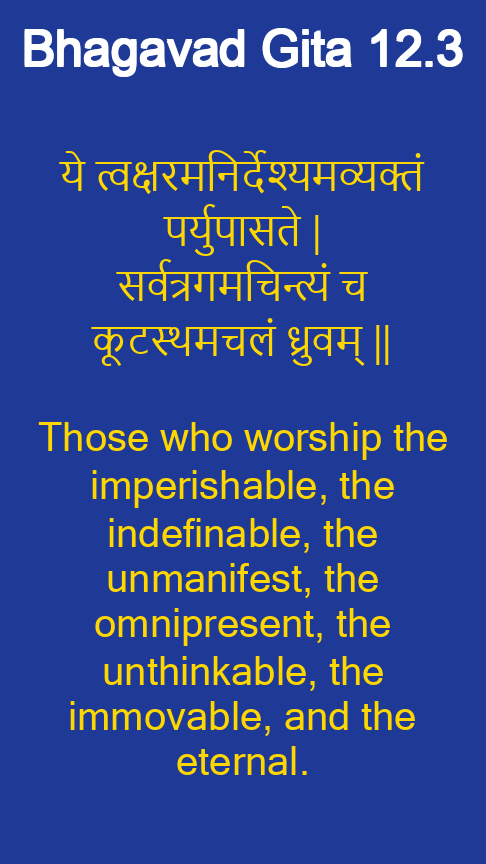 Bhagavad Gita 12.3
ये त्वक्षरमनिर्देश्यमव्यक्तं
पर्युपासते |
सर्वत्रगमचिन्त्यं च
कूटस्थमचलं ध्रुवम् ||
Those who worship the
imperishable, the
indefinable, the
unmanifest, the
omnipresent, the
unthinkable, the
immovable, and the
eternal.